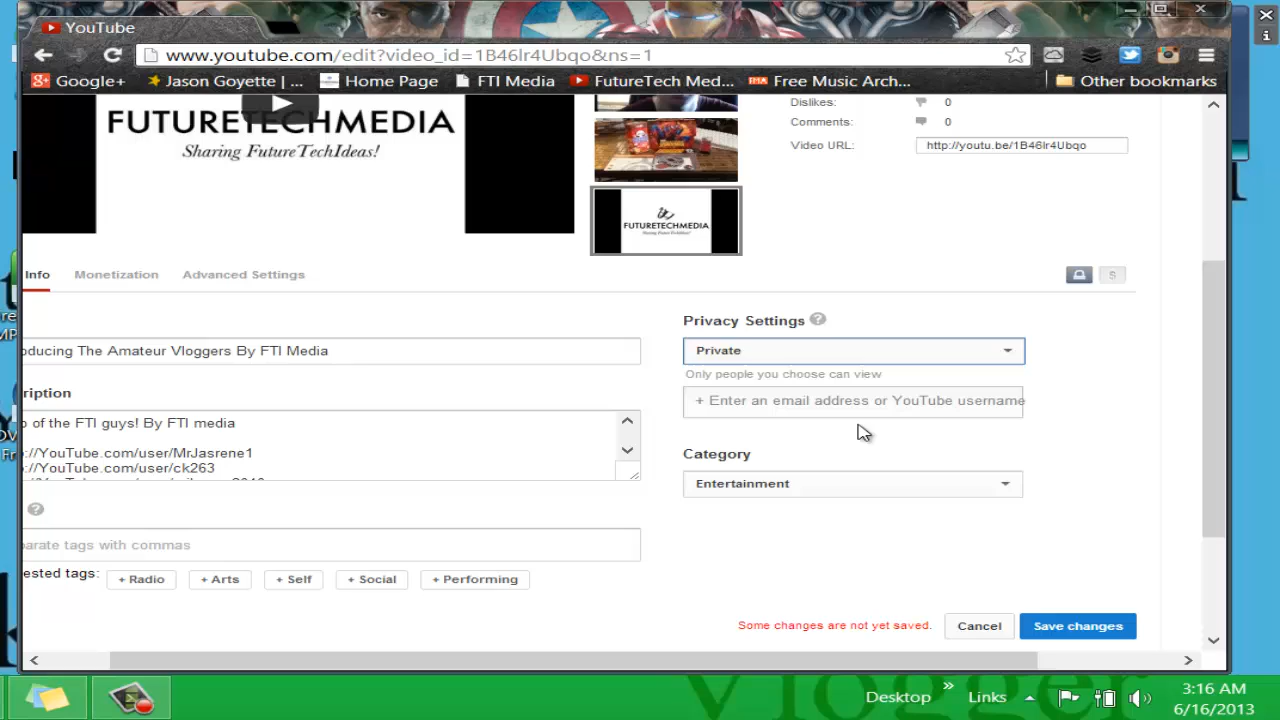 YouTube
www.youtube.com/edit?video_id=1B46lr4Ubqo&ns=1
Google+ Jason Goyette | ... Home Page FTI Media FutureTech Med... Free Music Arch... Other bookmarks
FUTURETECHMEDIA
Sharing FutureTechIdeas!
Dislikes: 0
Comments: 0
Video URL: http://youtu.be/1B46lr4Ubqo
FUTURETECHMEDIA
Sharing FutureTechIdeas!
Info Monetization Advanced Settings
Privacy Settings
Private
Only people you choose can view
+ Enter an email address or YouTube username
oducing The Amateur Vloggers By FTI Media
ription
o of the FTI guys! By FTI media
://YouTube.com/user/MrJasrene1
://YouTube.com/user/ck263
Category
Entertainment
arate tags with commas
ested tags: + Radio + Arts + Self + Social + Performing
Some changes are not yet saved. Cancel Save changes
Vlogger
Desktop » Links
3:16 AM
6/16/2013